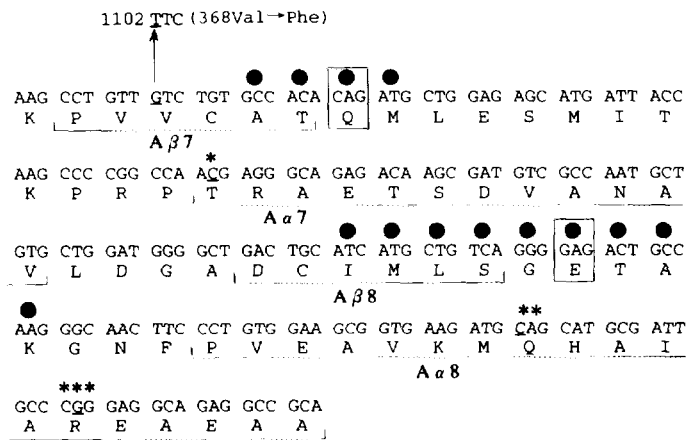 1102 TTC (368Val→Phe)
AAG CCT GTT GTC TGT GCC ACA CAG ATG CTG GAG AGC ATG ATT ACC
K P V V C A T Q M L E S M I T
Aβ7
*
AAG CCC CGG CCA ACG AGG GCA GAG ACA AGC GAT GTC GCC AAT GCT
K P R P T R A E T S D V A N A
Aα7
GTG CTG GAT GGG GCT GAC TGC ATC ATG CTG TCA GGG GAG ACT GCC
V L D G A D C I M L S G E T A
Aβ8
**
AAG GGC AAC TTC CCT GTG GAA GCG GTG AAG ATG CAG CAT GCG ATT
K G N F P V E A V K M Q H A I
Aα8
***
GCC CGG GAG GCA GAG GCC GCA
A R E A E A A